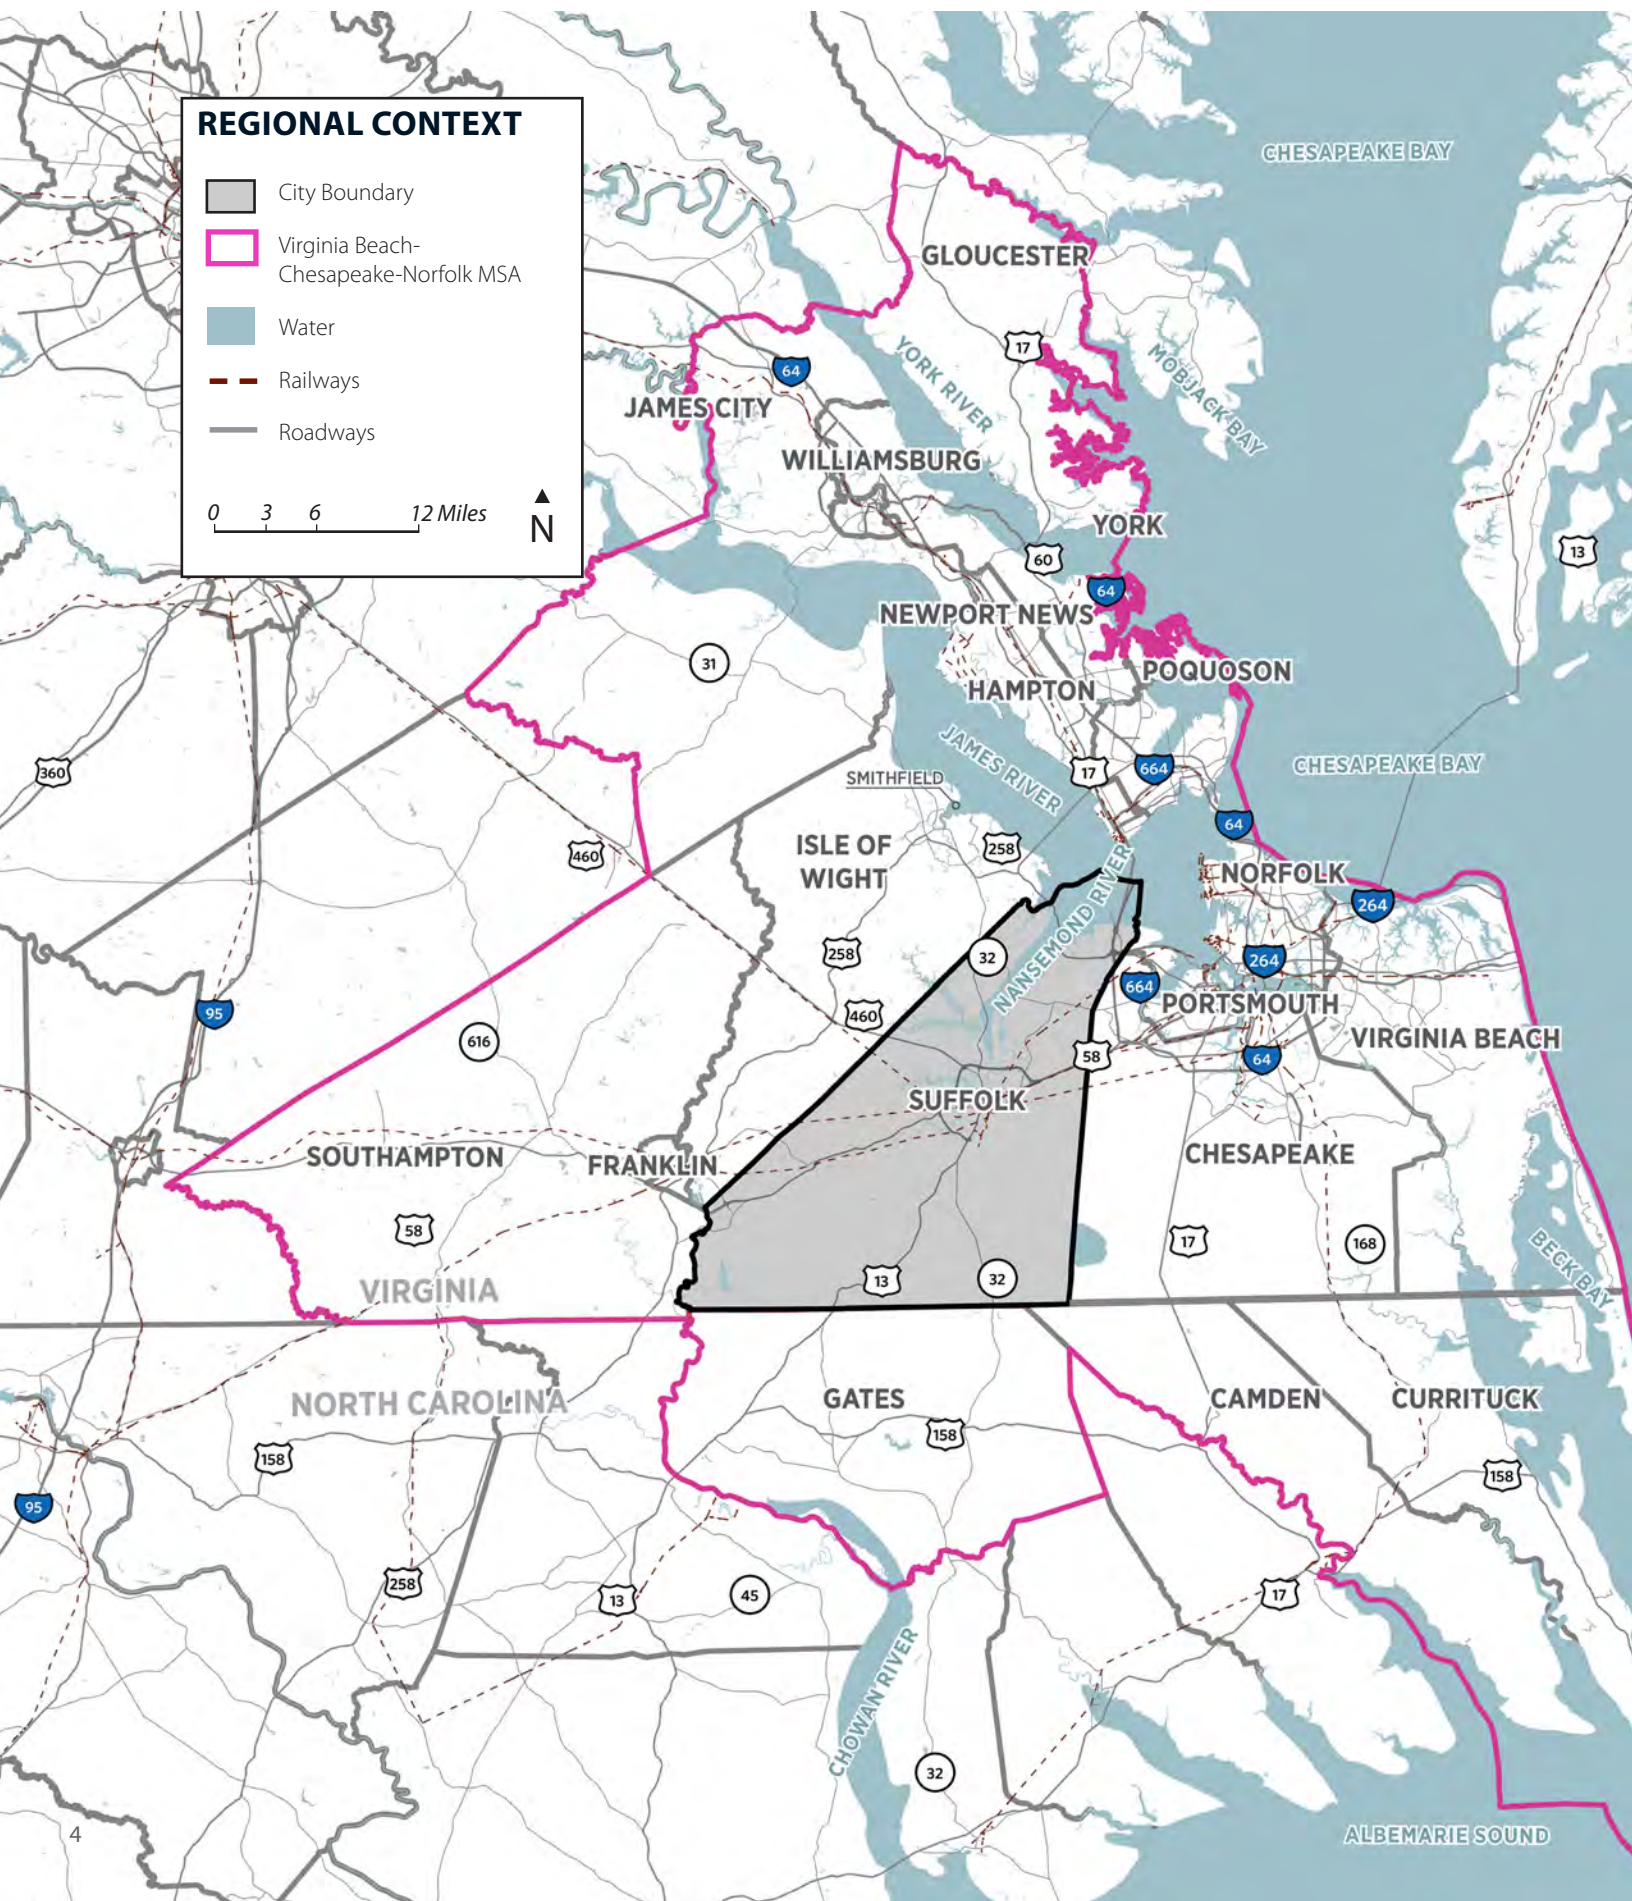 REGIONAL CONTEXT
City Boundary
Virginia Beach-
Chesapeake-Norfolk MSA
Water
Railways
Roadways
0 3 6 12 Miles
N
CHESAPEAKE BAY
GLOUCESTER
17
YORK RIVER
MOBJACK BAY
64
JAMES CITY
WILLIAMSBURG
YORK
60
13
64
NEWPORT NEWS
31
POQUOSON
HAMPTON
JAMES RIVER
360
17
664
CHESAPEAKE BAY
SMITHFIELD
64
460
ISLE OF
WIGHT
258
NORFOLK
264
NANSEMOND RIVER
258
32
264
664
PORTSMOUTH
95
460
616
58
VIRGINIA BEACH
64
SUFFOLK
SOUTHAMPTON
FRANKLIN
CHESAPEAKE
58
17
168
BECK BAY
13
32
VIRGINIA
NORTH CAROLINA
GATES
CAMDEN
CURRITUCK
158
158
158
95
258
13
45
17
CHOWAN RIVER
32
ALBEMARIE SOUND
4